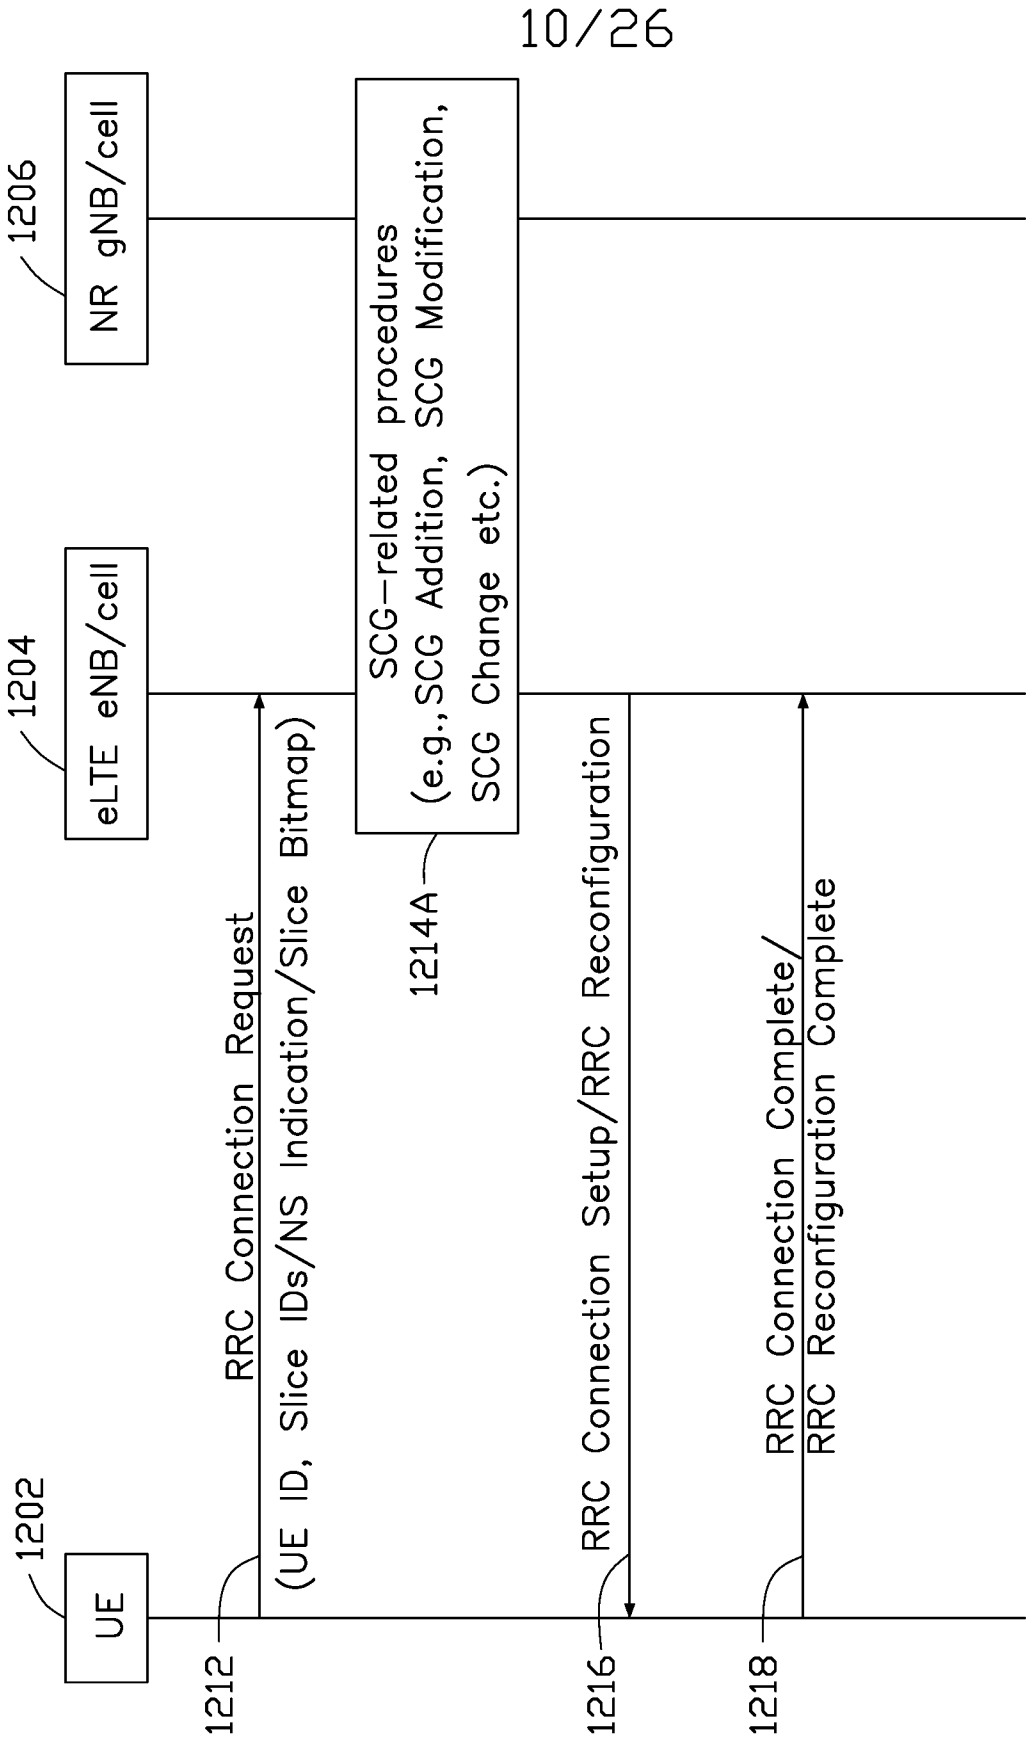 10/26
1202
UE
1204
eLTE eNB/cell
1206
NR gNB/cell
1212
RRC Connection Request
(UE ID, Slice IDs/NS Indication/Slice Bitmap)
1214A
SCG-related procedures
(e.g.,SCG Addition, SCG Modification,
SCG Change etc.)
1216
RRC Connection Setup/RRC Reconfiguration
1218
RRC Connection Complete/
RRC Reconfiguration Complete